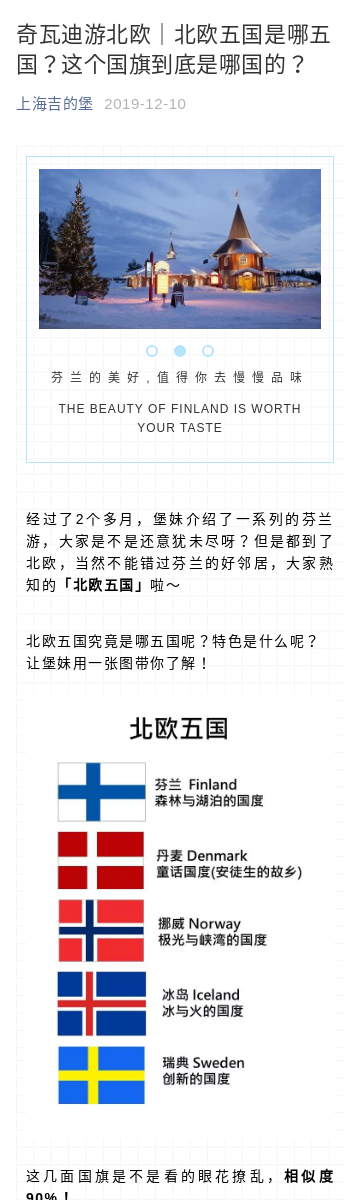 奇瓦迪游北欧｜北欧五国是哪五
国？这个国旗到底是哪国的？
上海吉的堡 2019-12-10
芬兰的美好，值得你去慢慢品味
THE BEAUTY OF FINLAND IS WORTH
YOUR TASTE
经过了2个多月，堡妹介绍了一系列的芬兰
游，大家是不是还意犹未尽呀？但是都到了
北欧，当然不能错过芬兰的好邻居，大家熟
知的「北欧五国」啦～
北欧五国究竟是哪五国呢？特色是什么呢？
让堡妹用一张图带你了解！
北欧五国
芬兰 Finland
森林与湖泊的国度
丹麦 Denmark
童话国度(安徒生的故乡)
挪威 Norway
极光与峡湾的国度
冰岛 Iceland
冰与火的国度
瑞典 Sweden
创新的国度
这几面国旗是不是看的眼花撩乱，相似度
90%！